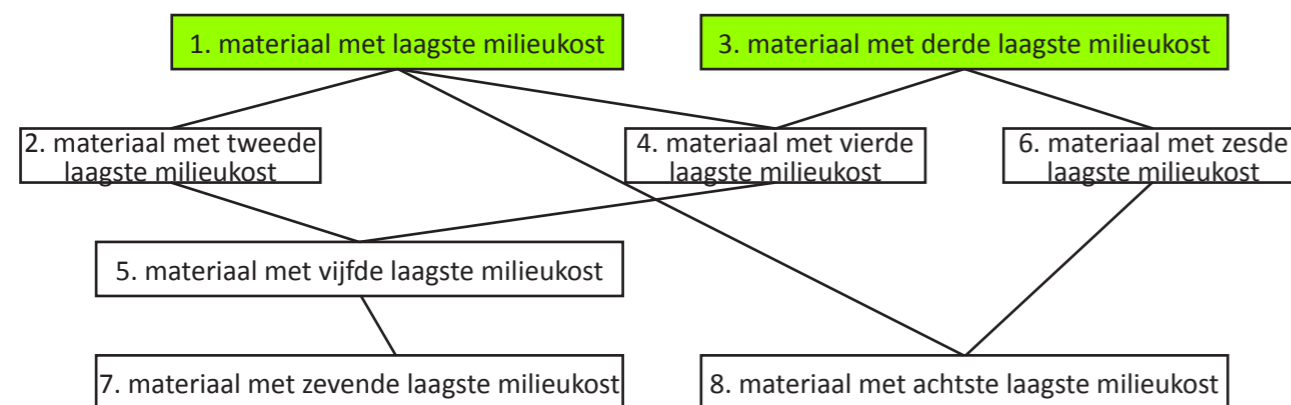 1. materiaal met laagste milieukost
3. materiaal met derde laagste milieukost
2. materiaal met tweede
laagste milieukost
4. materiaal met vierde
laagste milieukost
6. materiaal met zesde
laagste milieukost
5. materiaal met vijfde laagste milieukost
7. materiaal met zevende laagste milieukost
8. materiaal met achtste laagste milieukost